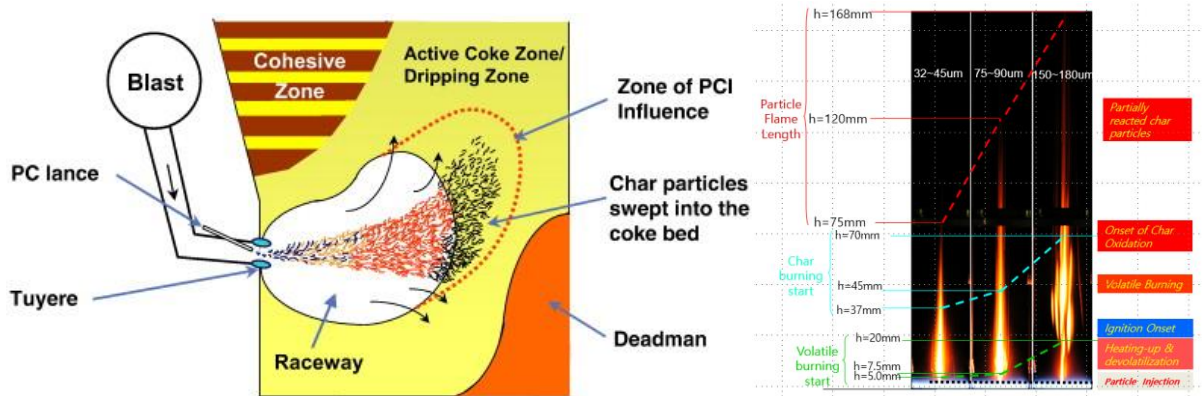 Blast
Cohesive
Zone
Active Coke Zone/
Dripping Zone
Zone of PCI
Influence
PC lance
Char particles
swept into the
coke bed
Tuyere
Raceway
Deadman
h=168mm
32~45um
75~90um
150~180um
Particle
Flame
Length
h=120mm
Partially
reacted char
particles
h=75mm
h=70mm
Onset of Char
Oxidation
Char
burning
start
h=45mm
Volatile Burning
h=37mm
Ignition Onset
h=20mm
Volatile
burning
start
Heating-up &
devolatilization
h=7.5mm
h=5.0mm
Particle Injection